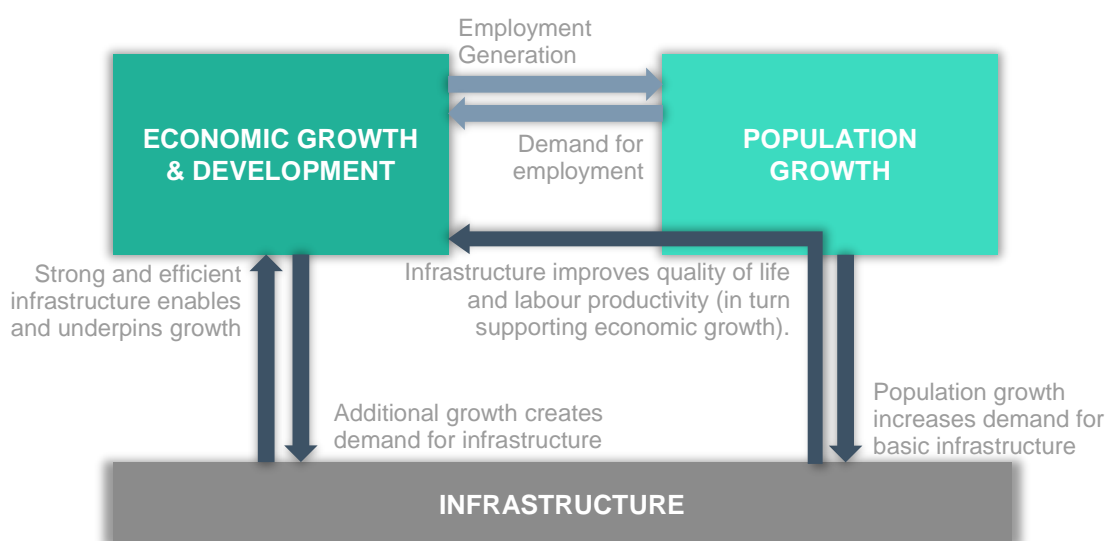 Employment
Generation
ECONOMIC GROWTH
& DEVELOPMENT
POPULATION
GROWTH
Demand for
employment
Strong and efficient
infrastructure enables
and underpins growth
Infrastructure improves quality of life
and labour productivity (in turn
supporting economic growth).
Additional growth creates
demand for infrastructure
Population growth
increases demand for
basic infrastructure
INFRASTRUCTURE